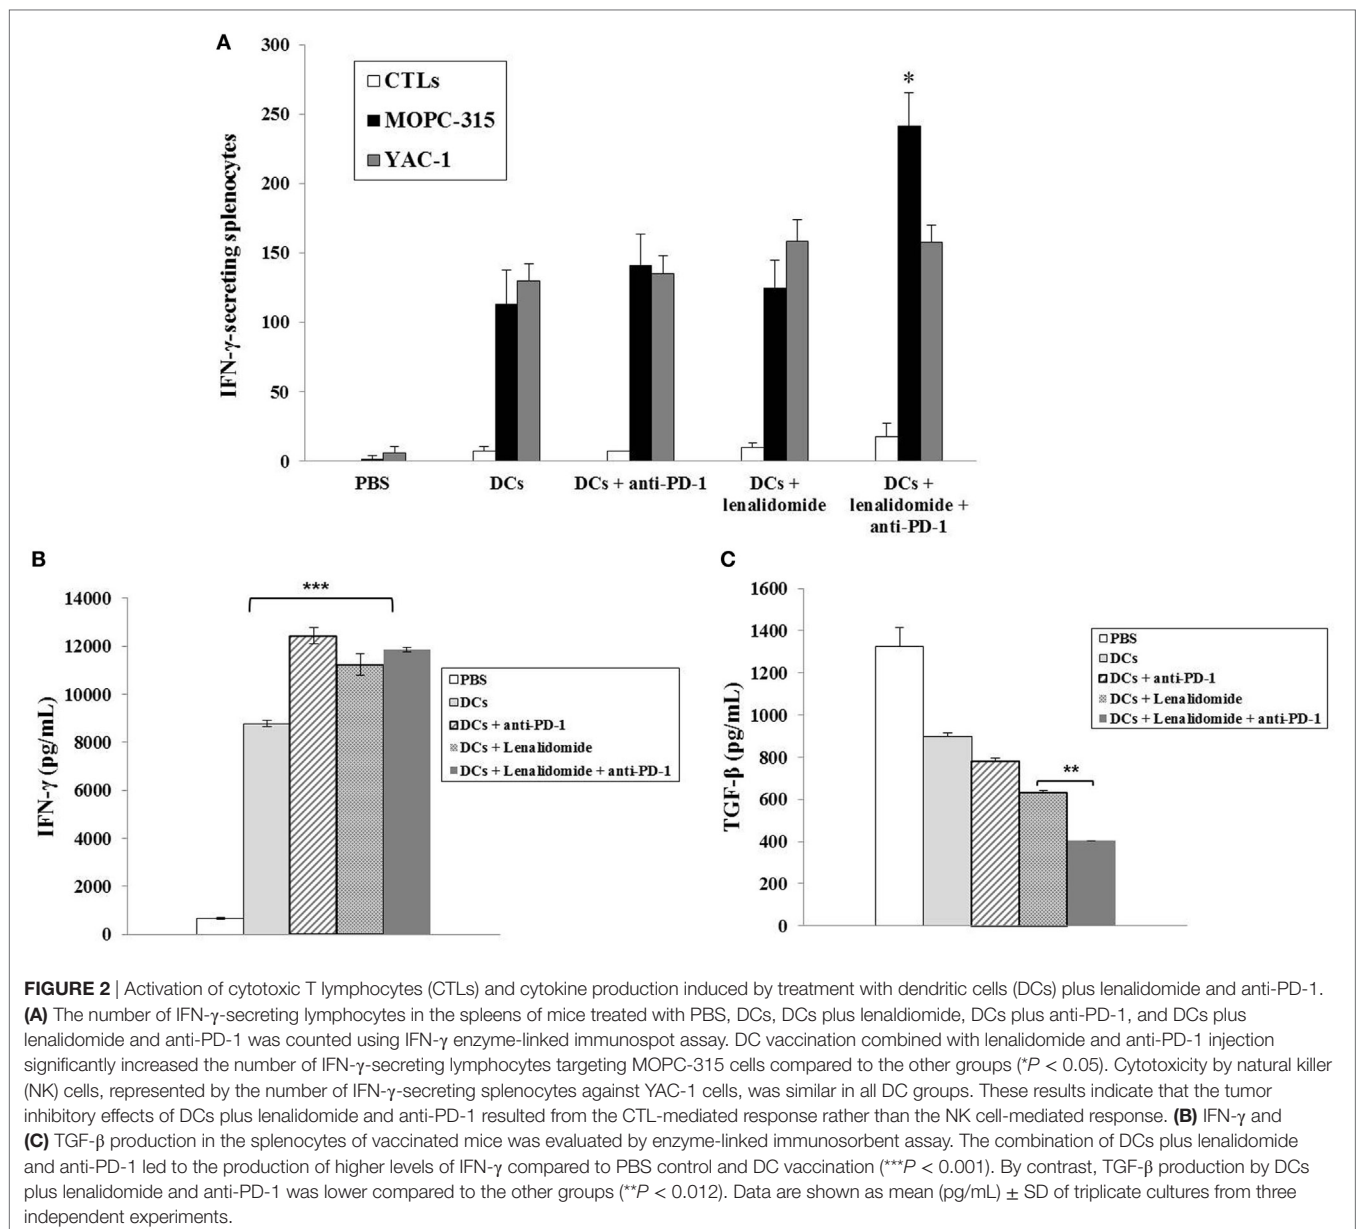 A
300
250
200
150
100
50
0
IFN-γ-secreting splenocytes
CTLs
MOPC-315
YAC-1
*
PBS
DCs
DCs + anti-PD-1
DCs +
lenalidomide
DCs +
lenalidomide +
anti-PD-1
B
14000
12000
10000
8000
6000
4000
2000
0
IFN-γ (pg/mL)
***
PBS
DCs
DCs + anti-PD-1
DCs + Lenalidomide
DCs + Lenalidomide + anti-PD-1
C
1600
1400
1200
1000
800
600
400
200
0
TGF-β (pg/mL)
**
PBS
DCs
DCs + anti-PD-1
DCs + Lenalidomide
DCs + Lenalidomide + anti-PD-1
FIGURE 2 | Activation of cytotoxic T lymphocytes (CTLs) and cytokine production induced by treatment with dendritic cells (DCs) plus lenalidomide and anti-PD-1.
(A) The number of IFN-γ-secreting lymphocytes in the spleens of mice treated with PBS, DCs, DCs plus lenaldiomide, DCs plus anti-PD-1, and DCs plus
lenalidomide and anti-PD-1 was counted using IFN-γ enzyme-linked immunospot assay. DC vaccination combined with lenalidomide and anti-PD-1 injection
significantly increased the number of IFN-γ-secreting lymphocytes targeting MOPC-315 cells compared to the other groups (*P < 0.05). Cytotoxicity by natural killer
(NK) cells, represented by the number of IFN-γ-secreting splenocytes against YAC-1 cells, was similar in all DC groups. These results indicate that the tumor
inhibitory effects of DCs plus lenalidomide and anti-PD-1 resulted from the CTL-mediated response rather than the NK cell-mediated response. (B) IFN-γ and
(C) TGF-β production in the splenocytes of vaccinated mice was evaluated by enzyme-linked immunosorbent assay. The combination of DCs plus lenalidomide
and anti-PD-1 led to the production of higher levels of IFN-γ compared to PBS control and DC vaccination (***P < 0.001). By contrast, TGF-β production by DCs
plus lenalidomide and anti-PD-1 was lower compared to the other groups (**P < 0.012). Data are shown as mean (pg/mL) ± SD of triplicate cultures from three
independent experiments.